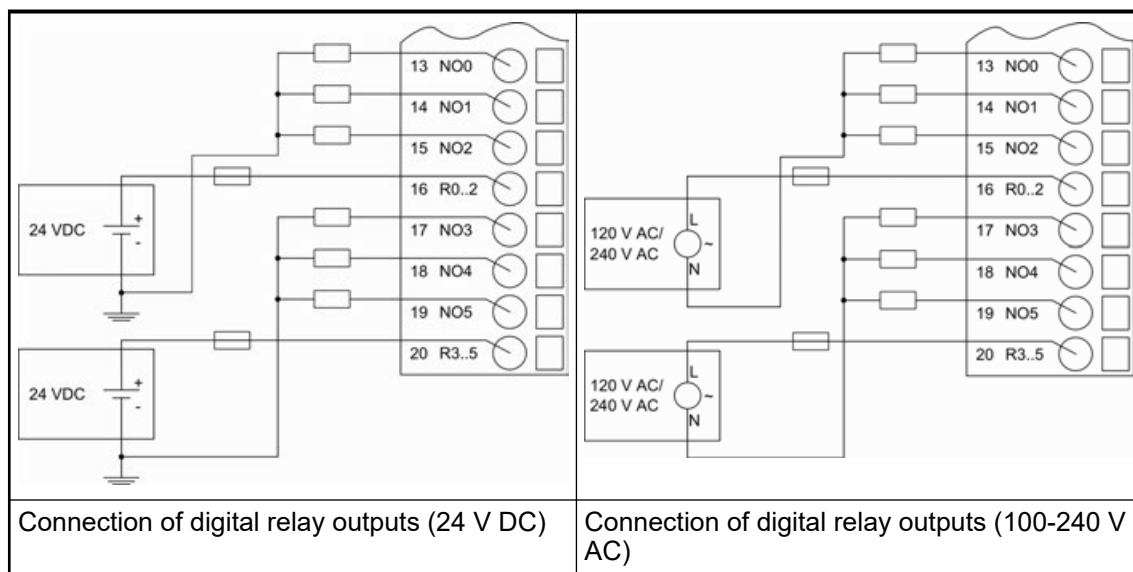 13 NO0
14 NO1
15 NO2
16 R0..2
17 NO3
18 NO4
19 NO5
20 R3..5
24 VDC
+
-
24 VDC
+
-
Connection of digital relay outputs (24 V DC)
13 NO0
14 NO1
15 NO2
16 R0..2
17 NO3
18 NO4
19 NO5
20 R3..5
120 V AC/
240 V AC
L
~
N
120 V AC/
240 V AC
L
~
N
Connection of digital relay outputs (100-240 V
AC)